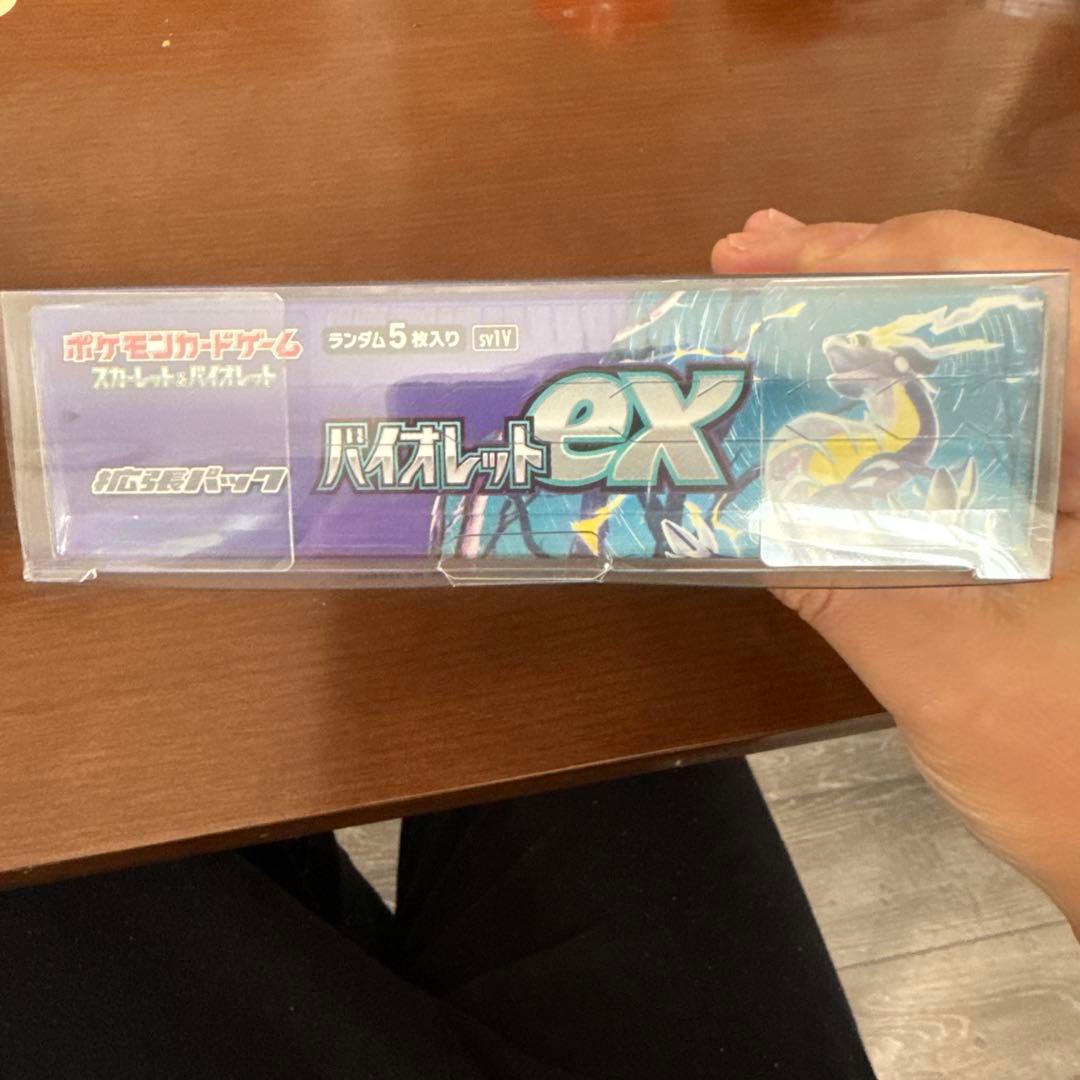 ポケモンカードゲーム
スカーレット&バイオレット
ランダム5枚入り sv1V
拡張パック
バイオレットex